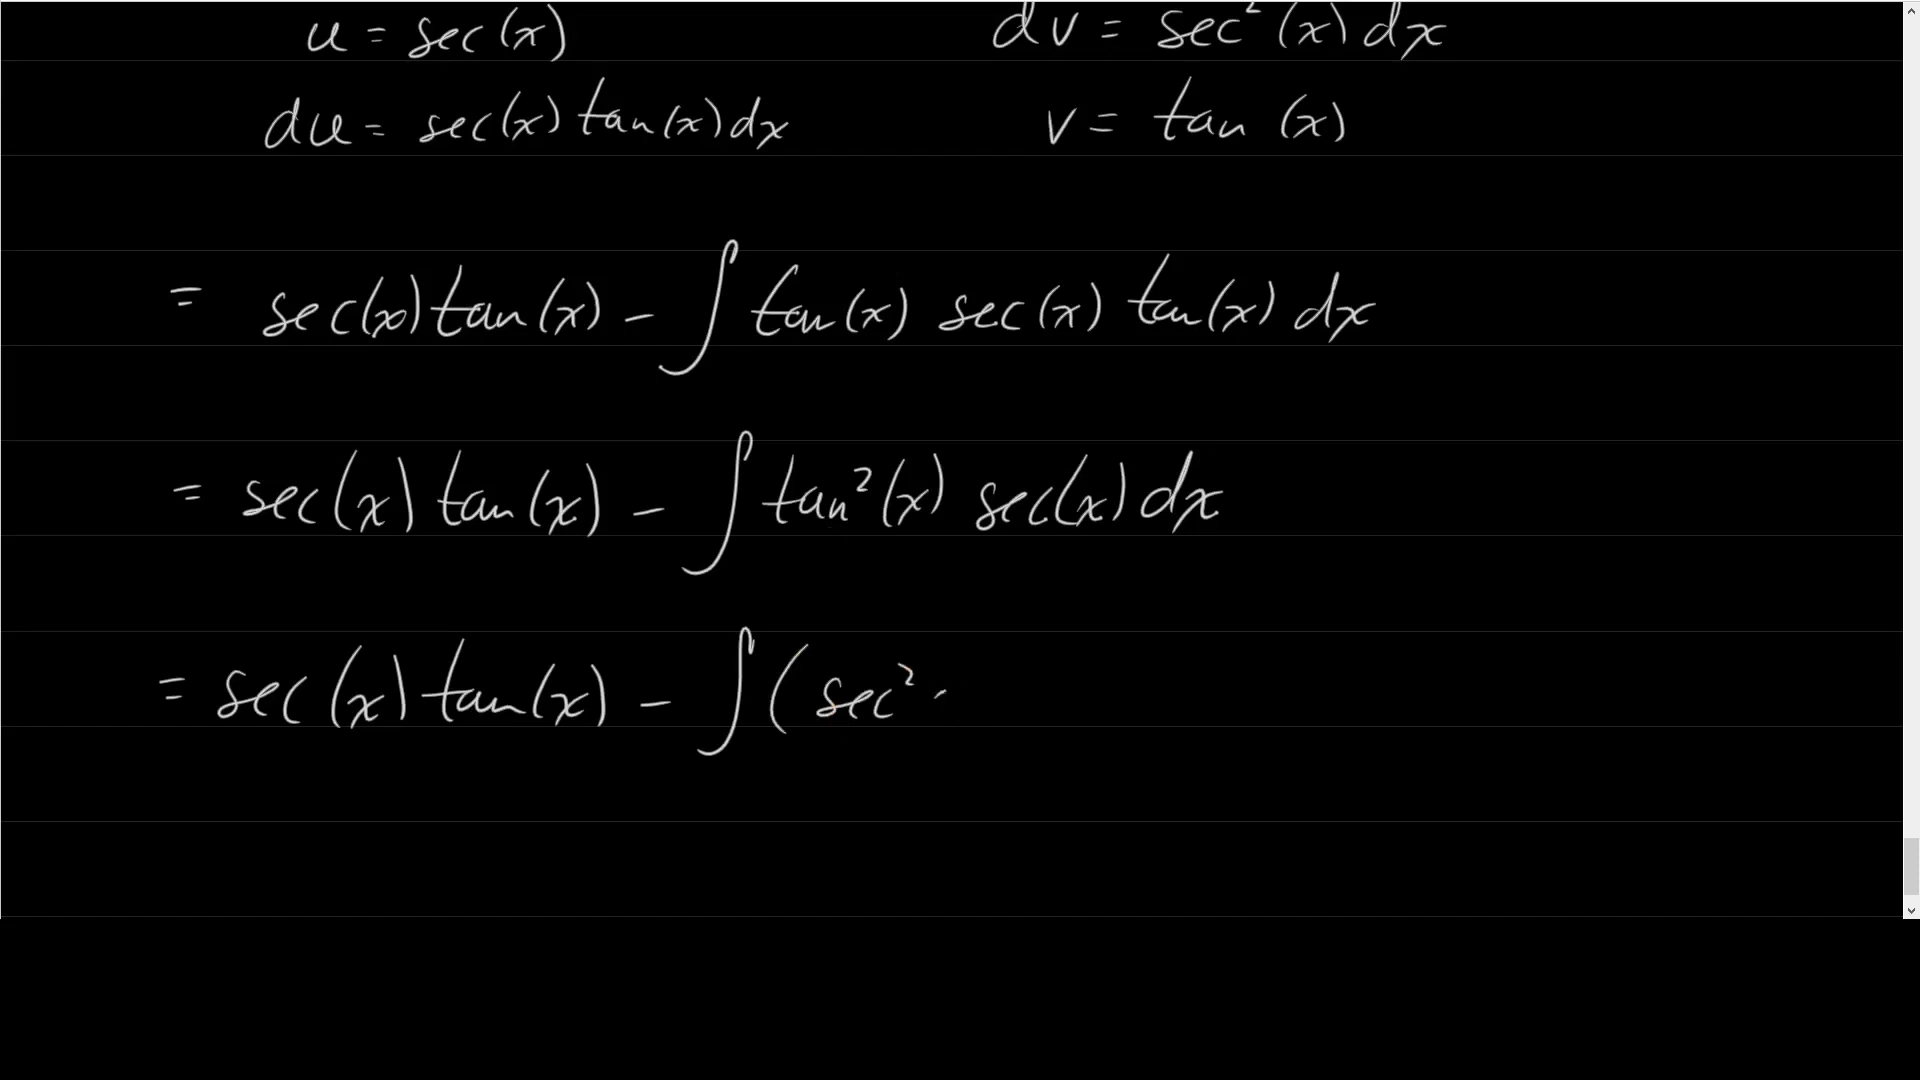 u = sec(x) dv = sec²(x) dx
du = sec(x) tan(x) dx v = tan (x)
= sec(x) tan(x) - ∫ tan(x) sec(x) tan(x) dx
= sec(x) tan(x) - ∫ tan²(x) sec(x) dx
= sec(x) tan(x) - ∫ ( sec²